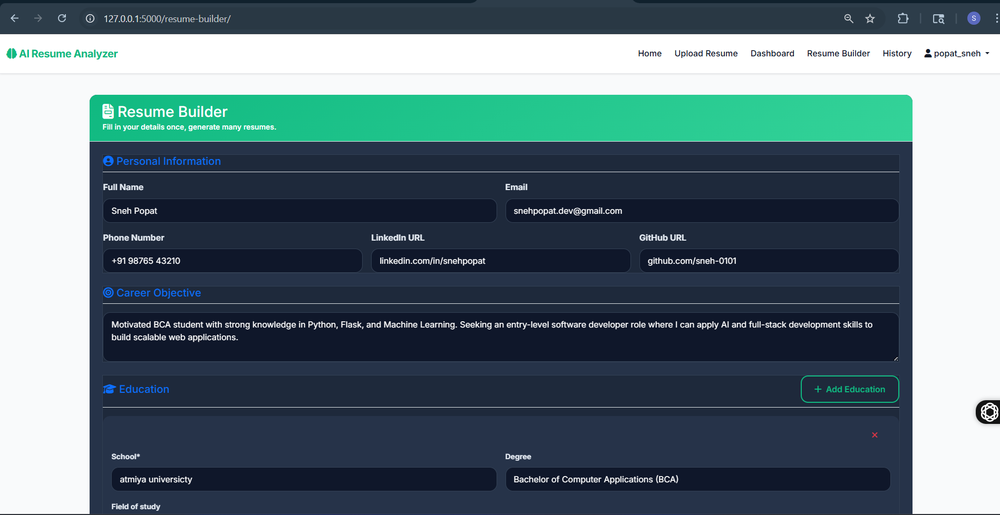 127.0.0.1:5000/resume-builder/
S
AI Resume Analyzer
Home Upload Resume Dashboard Resume Builder History popat_sneh
Resume Builder
Fill in your details once, generate many resumes.
Personal Information
Full Name Email
Sneh Popat snehpopat.dev@gmail.com
Phone Number LinkedIn URL GitHub URL
+91 98765 43210 linkedin.com/in/snehpopat github.com/sneh-0101
Career Objective
Motivated BCA student with strong knowledge in Python, Flask, and Machine Learning. Seeking an entry-level software developer role where I can apply AI and full-stack development skills to
build scalable web applications.
Education + Add Education
School* Degree
atmiya universicty Bachelor of Computer Applications (BCA)
Field of study